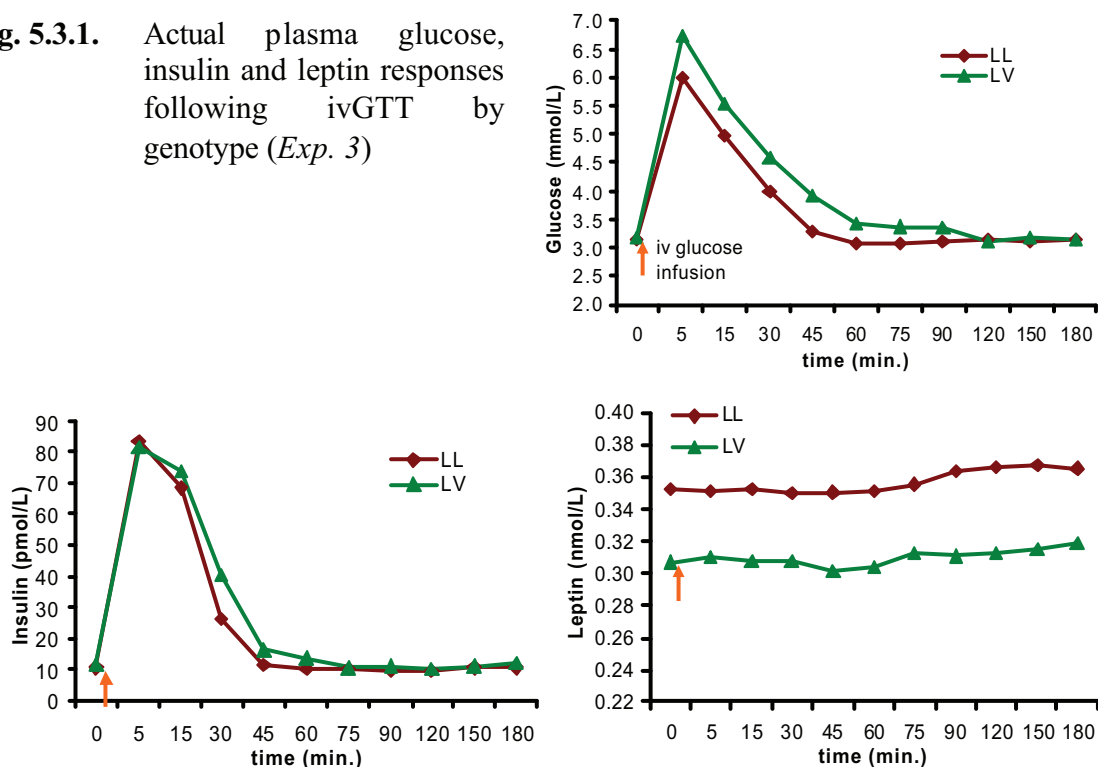 g. 5.3.1. Actual plasma glucose,
insulin and leptin responses
following ivGTT by
genotype (Exp. 3)
7.0
6.5
6.0
5.5
5.0
4.5
4.0
3.5
3.0
2.5
2.0
Glucose (mmol/L)
LL
LV
iv glucose
infusion
0 5 15 30 45 60 75 90 120 150 180
time (min.)
90
80
70
60
50
40
30
20
10
0
Insulin (pmol/L)
LL
LV
0 5 15 30 45 60 75 90 120 150 180
time (min.)
0.40
0.38
0.36
0.34
0.32
0.30
0.28
0.26
0.24
0.22
Leptin (nmol/L)
LL
LV
0 5 15 30 45 60 75 90 120 150 180
time (min.)